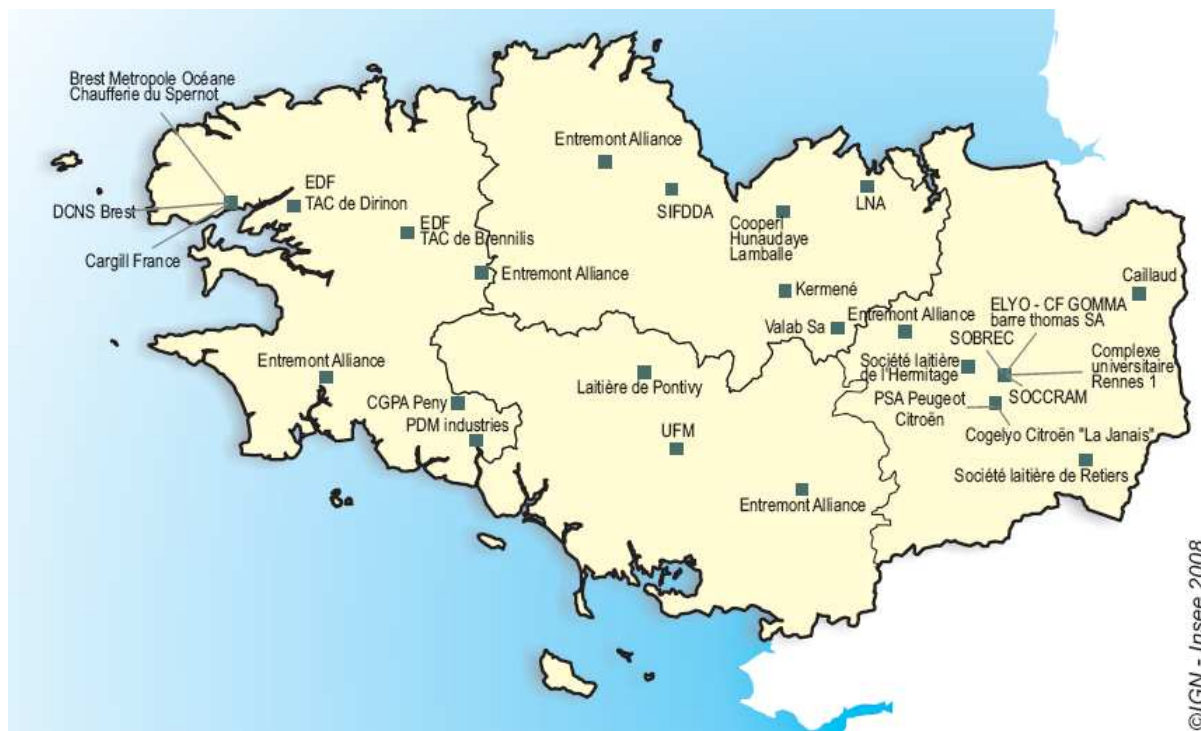 Brest Metropole Océane
Chaufferie du Spernot
DCNS Brest
Cargill France
EDF
TAC de Dirinon
EDF
TAC de Brennilis
Entremont Alliance
Entremont Alliance
SIFDDA
Cooperl
Hunaudaye
Lamballe
LNA
Kermené
Valab Sa
Entremont Alliance
Caillaud
ELYO - CF GOMMA
barre thomas SA
SOBREC
Société laitière
de l'Hermitage
Complexe
universitaire
Rennes 1
SOCCRAM
PSA Peugeot
Citroën
Cogelyo Citroën "La Janais"
Société laitière de Retiers
Entremont Alliance
CGPA Peny
PDM industries
Laitière de Pontivy
UFM
Entremont Alliance
©IGN - Insee 2008